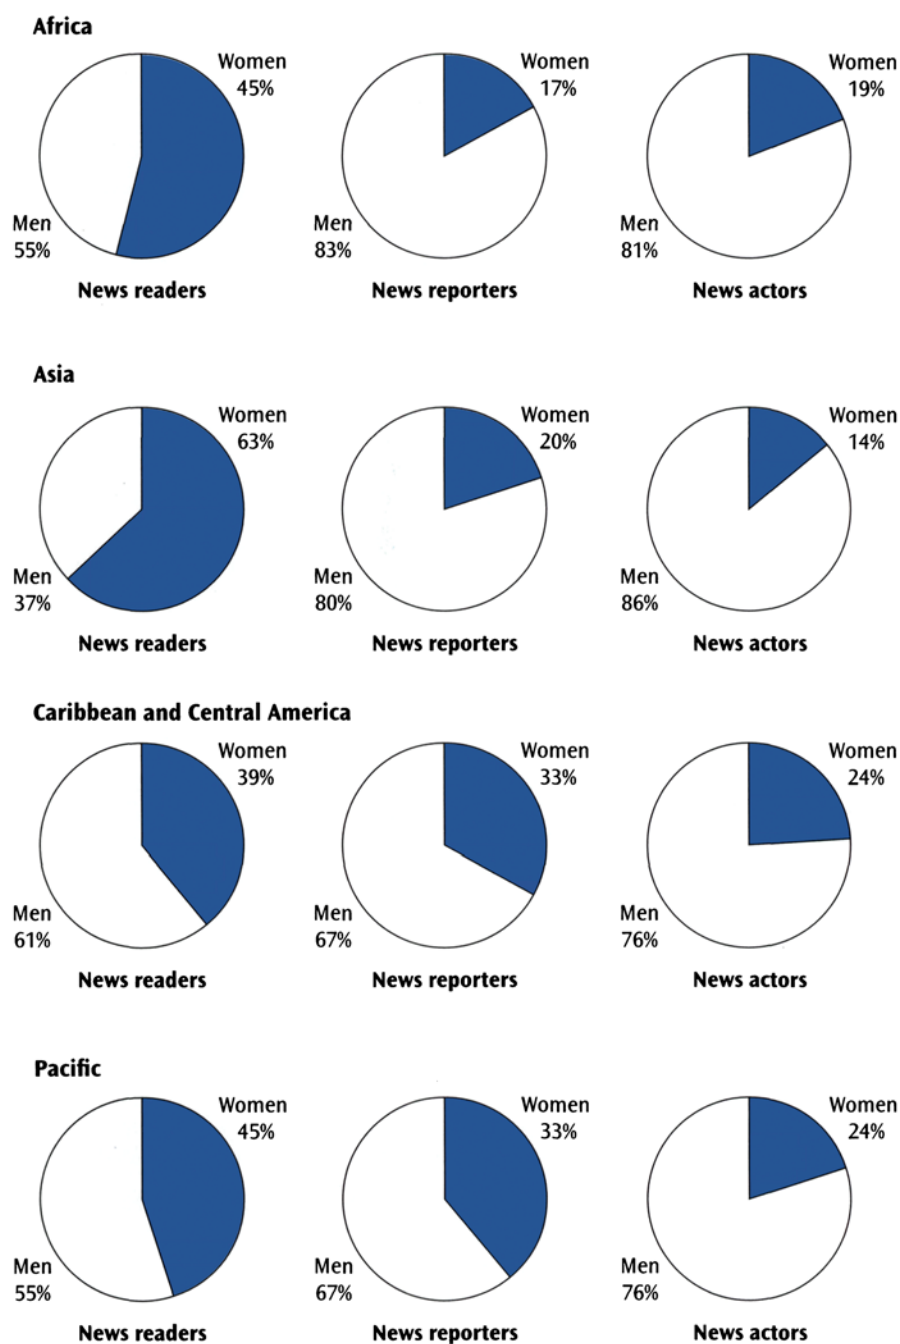 Africa
Women
45%
Men
55%
News readers
Women
17%
Men
83%
News reporters
Women
19%
Men
81%
News actors
Asia
Women
63%
Men
37%
News readers
Women
20%
Men
80%
News reporters
Women
14%
Men
86%
News actors
Caribbean and Central America
Women
39%
Men
61%
News readers
Women
33%
Men
67%
News reporters
Women
24%
Men
76%
News actors
Pacific
Women
45%
Men
55%
News readers
Women
33%
Men
67%
News reporters
Women
24%
Men
76%
News actors